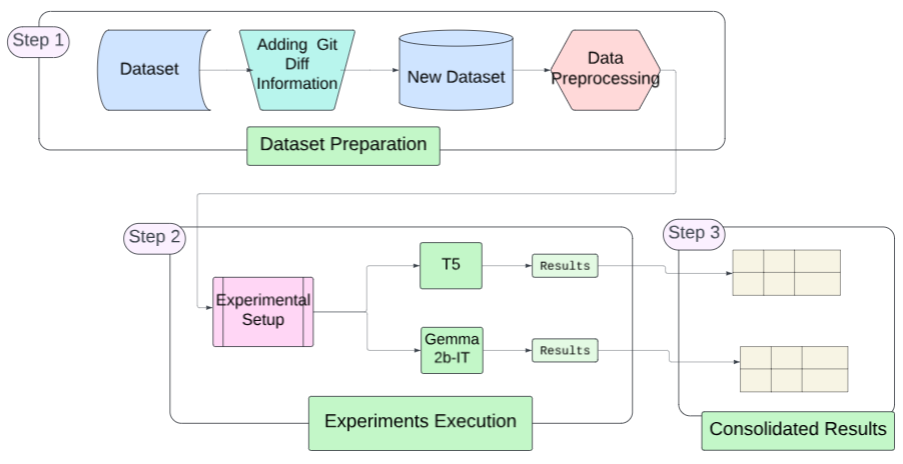 Step 1
Dataset
Adding Git
Diff
Information
New Dataset
Data
Preprocessing
Dataset Preparation
Step 2
Experimental
Setup
T5
Results
Gemma
2b-IT
Results
Experiments Execution
Step 3
Consolidated Results